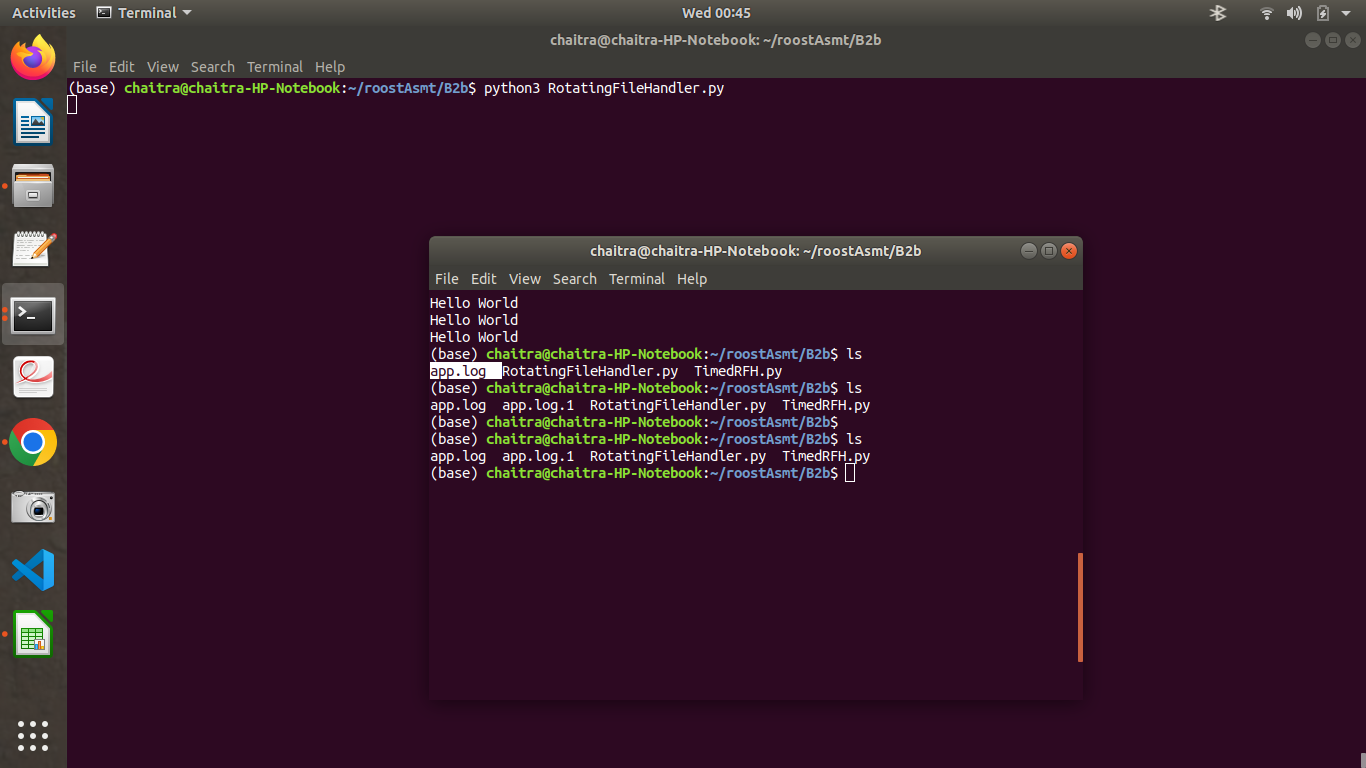 Activities Terminal Wed 00:45
chaitra@chaitra-HP-Notebook: ~/roostAsmt/B2b
File Edit View Search Terminal Help
(base) chaitra@chaitra-HP-Notebook:~/roostAsmt/B2b$ python3 RotatingFileHandler.py
chaitra@chaitra-HP-Notebook: ~/roostAsmt/B2b
File Edit View Search Terminal Help
Hello World
Hello World
Hello World
(base) chaitra@chaitra-HP-Notebook:~/roostAsmt/B2b$ ls
app.log  RotatingFileHandler.py  TimedRFH.py
(base) chaitra@chaitra-HP-Notebook:~/roostAsmt/B2b$ ls
app.log  app.log.1  RotatingFileHandler.py  TimedRFH.py
(base) chaitra@chaitra-HP-Notebook:~/roostAsmt/B2b$
(base) chaitra@chaitra-HP-Notebook:~/roostAsmt/B2b$ ls
app.log  app.log.1  RotatingFileHandler.py  TimedRFH.py
(base) chaitra@chaitra-HP-Notebook:~/roostAsmt/B2b$